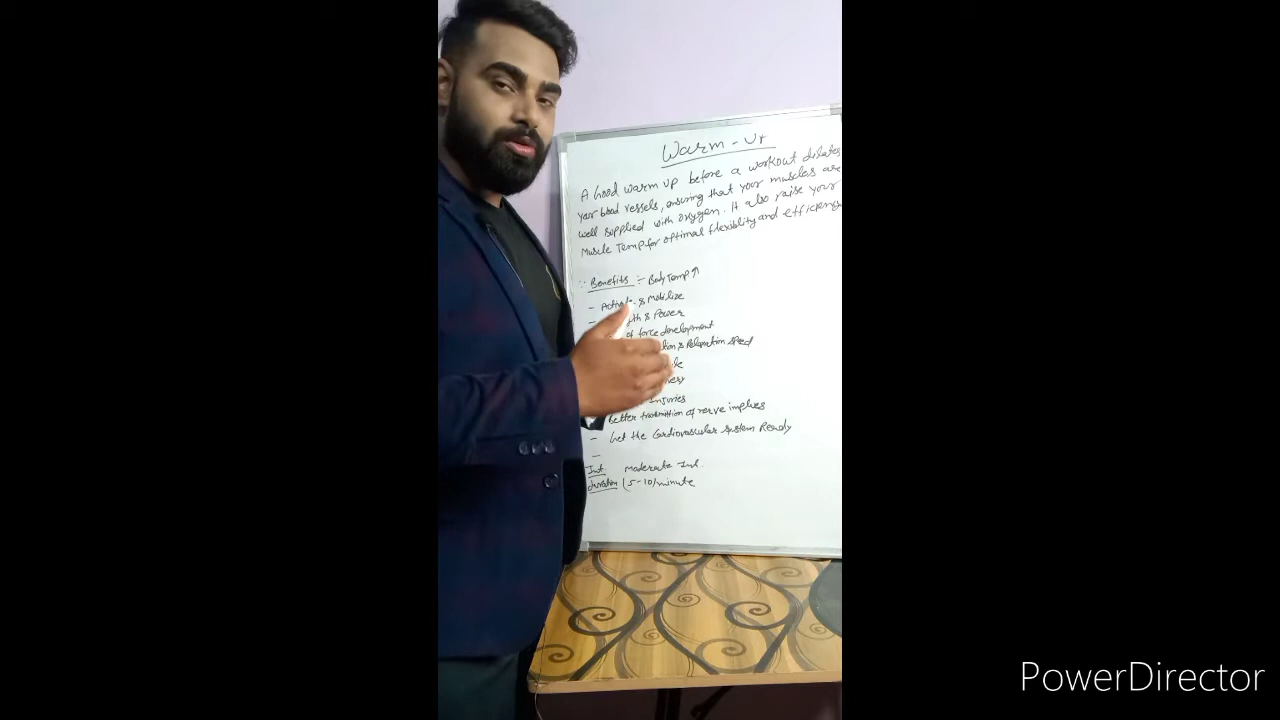 Warm-Up
A Good warm up before a workout dilates
your blood vessels, ensuring that your muscles are
well supplied with oxygen. It also raise your
Muscle Temp for optimal flexiblity and efficiency
Benefits :- Body Temp ↑
- Activate & Mobilize
- & Power
of force development
& Relaxation speed
Injuries
Better of nerve
- Get the Cardiovascular system Ready
-
Int. Moderate Int.
duration (5-10) minute
PowerDirector